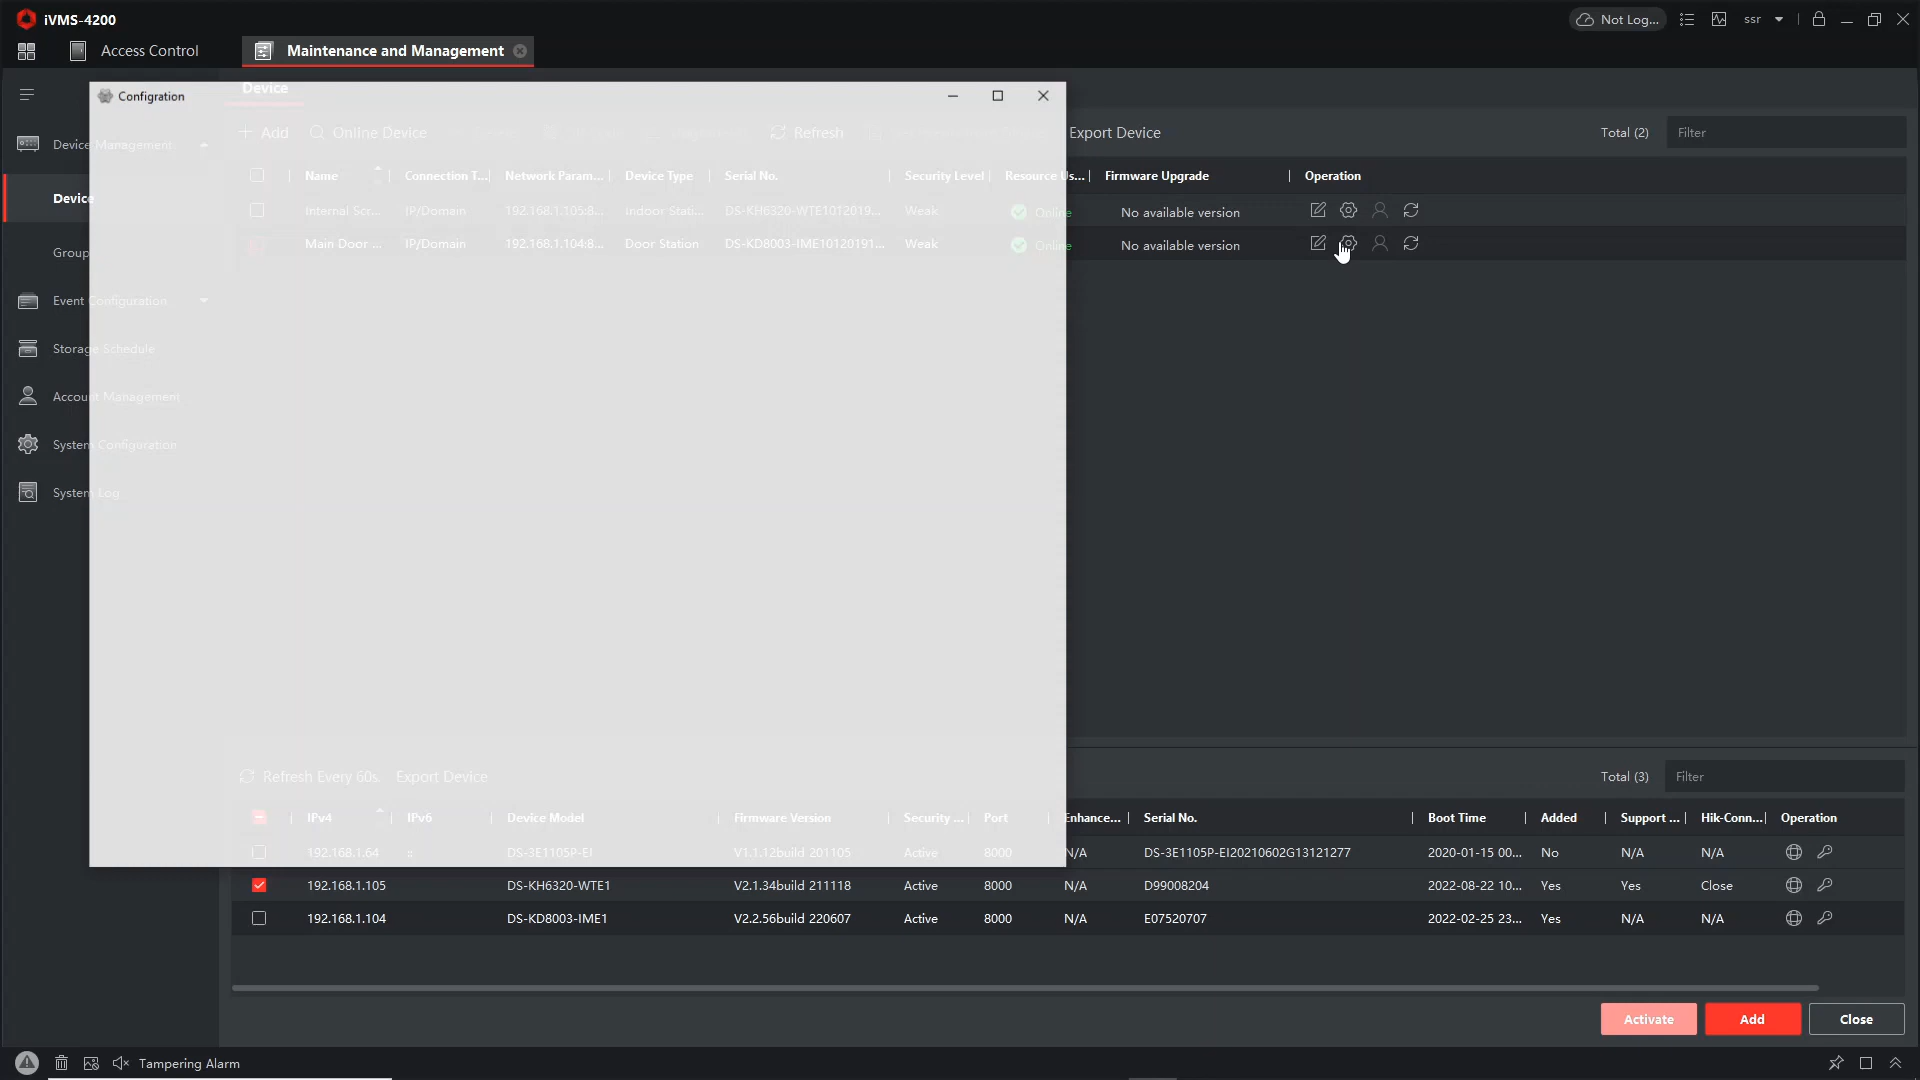 iVMS-4200
Not Log...
ssr
Access Control
Maintenance and Management
Configration
Device
Device Management
Device
Group
Event Configuration
Storage Schedule
Account Management
System Configuration
System Log
Add
Online Device
Refresh
Export Device
Total (2)
Filter
Name
Connection T...
Network Param...
Device Type
Serial No.
Security Level
Resource Us...
Firmware Upgrade
Operation
Internal Scr...
IP/Domain
192.168.1.105:8...
Indoor Stati...
DS-KH6320-WTE1012019...
Weak
Online
No available version
Main Door ...
IP/Domain
192.168.1.104:8...
Door Station
DS-KD8003-IME10120191...
Weak
Online
No available version
Refresh Every 60s
Export Device
Total (3)
Filter
IPv4
IPv6
Device Model
Firmware Version
Security ...
Port
Enhance...
Serial No.
Boot Time
Added
Support ...
Hik-Conn...
Operation
192.168.1.64
::
DS-3E1105P-EI
V1.1.12build 201105
Active
8000
N/A
DS-3E1105P-EI20210602G13121277
2020-01-15 00...
No
N/A
N/A
192.168.1.105
DS-KH6320-WTE1
V2.1.34build 211118
Active
8000
N/A
D99008204
2022-08-22 10...
Yes
Yes
Close
192.168.1.104
DS-KD8003-IME1
V2.2.56build 220607
Active
8000
N/A
E07520707
2022-02-25 23...
Yes
N/A
N/A
Activate
Add
Close
Tampering Alarm